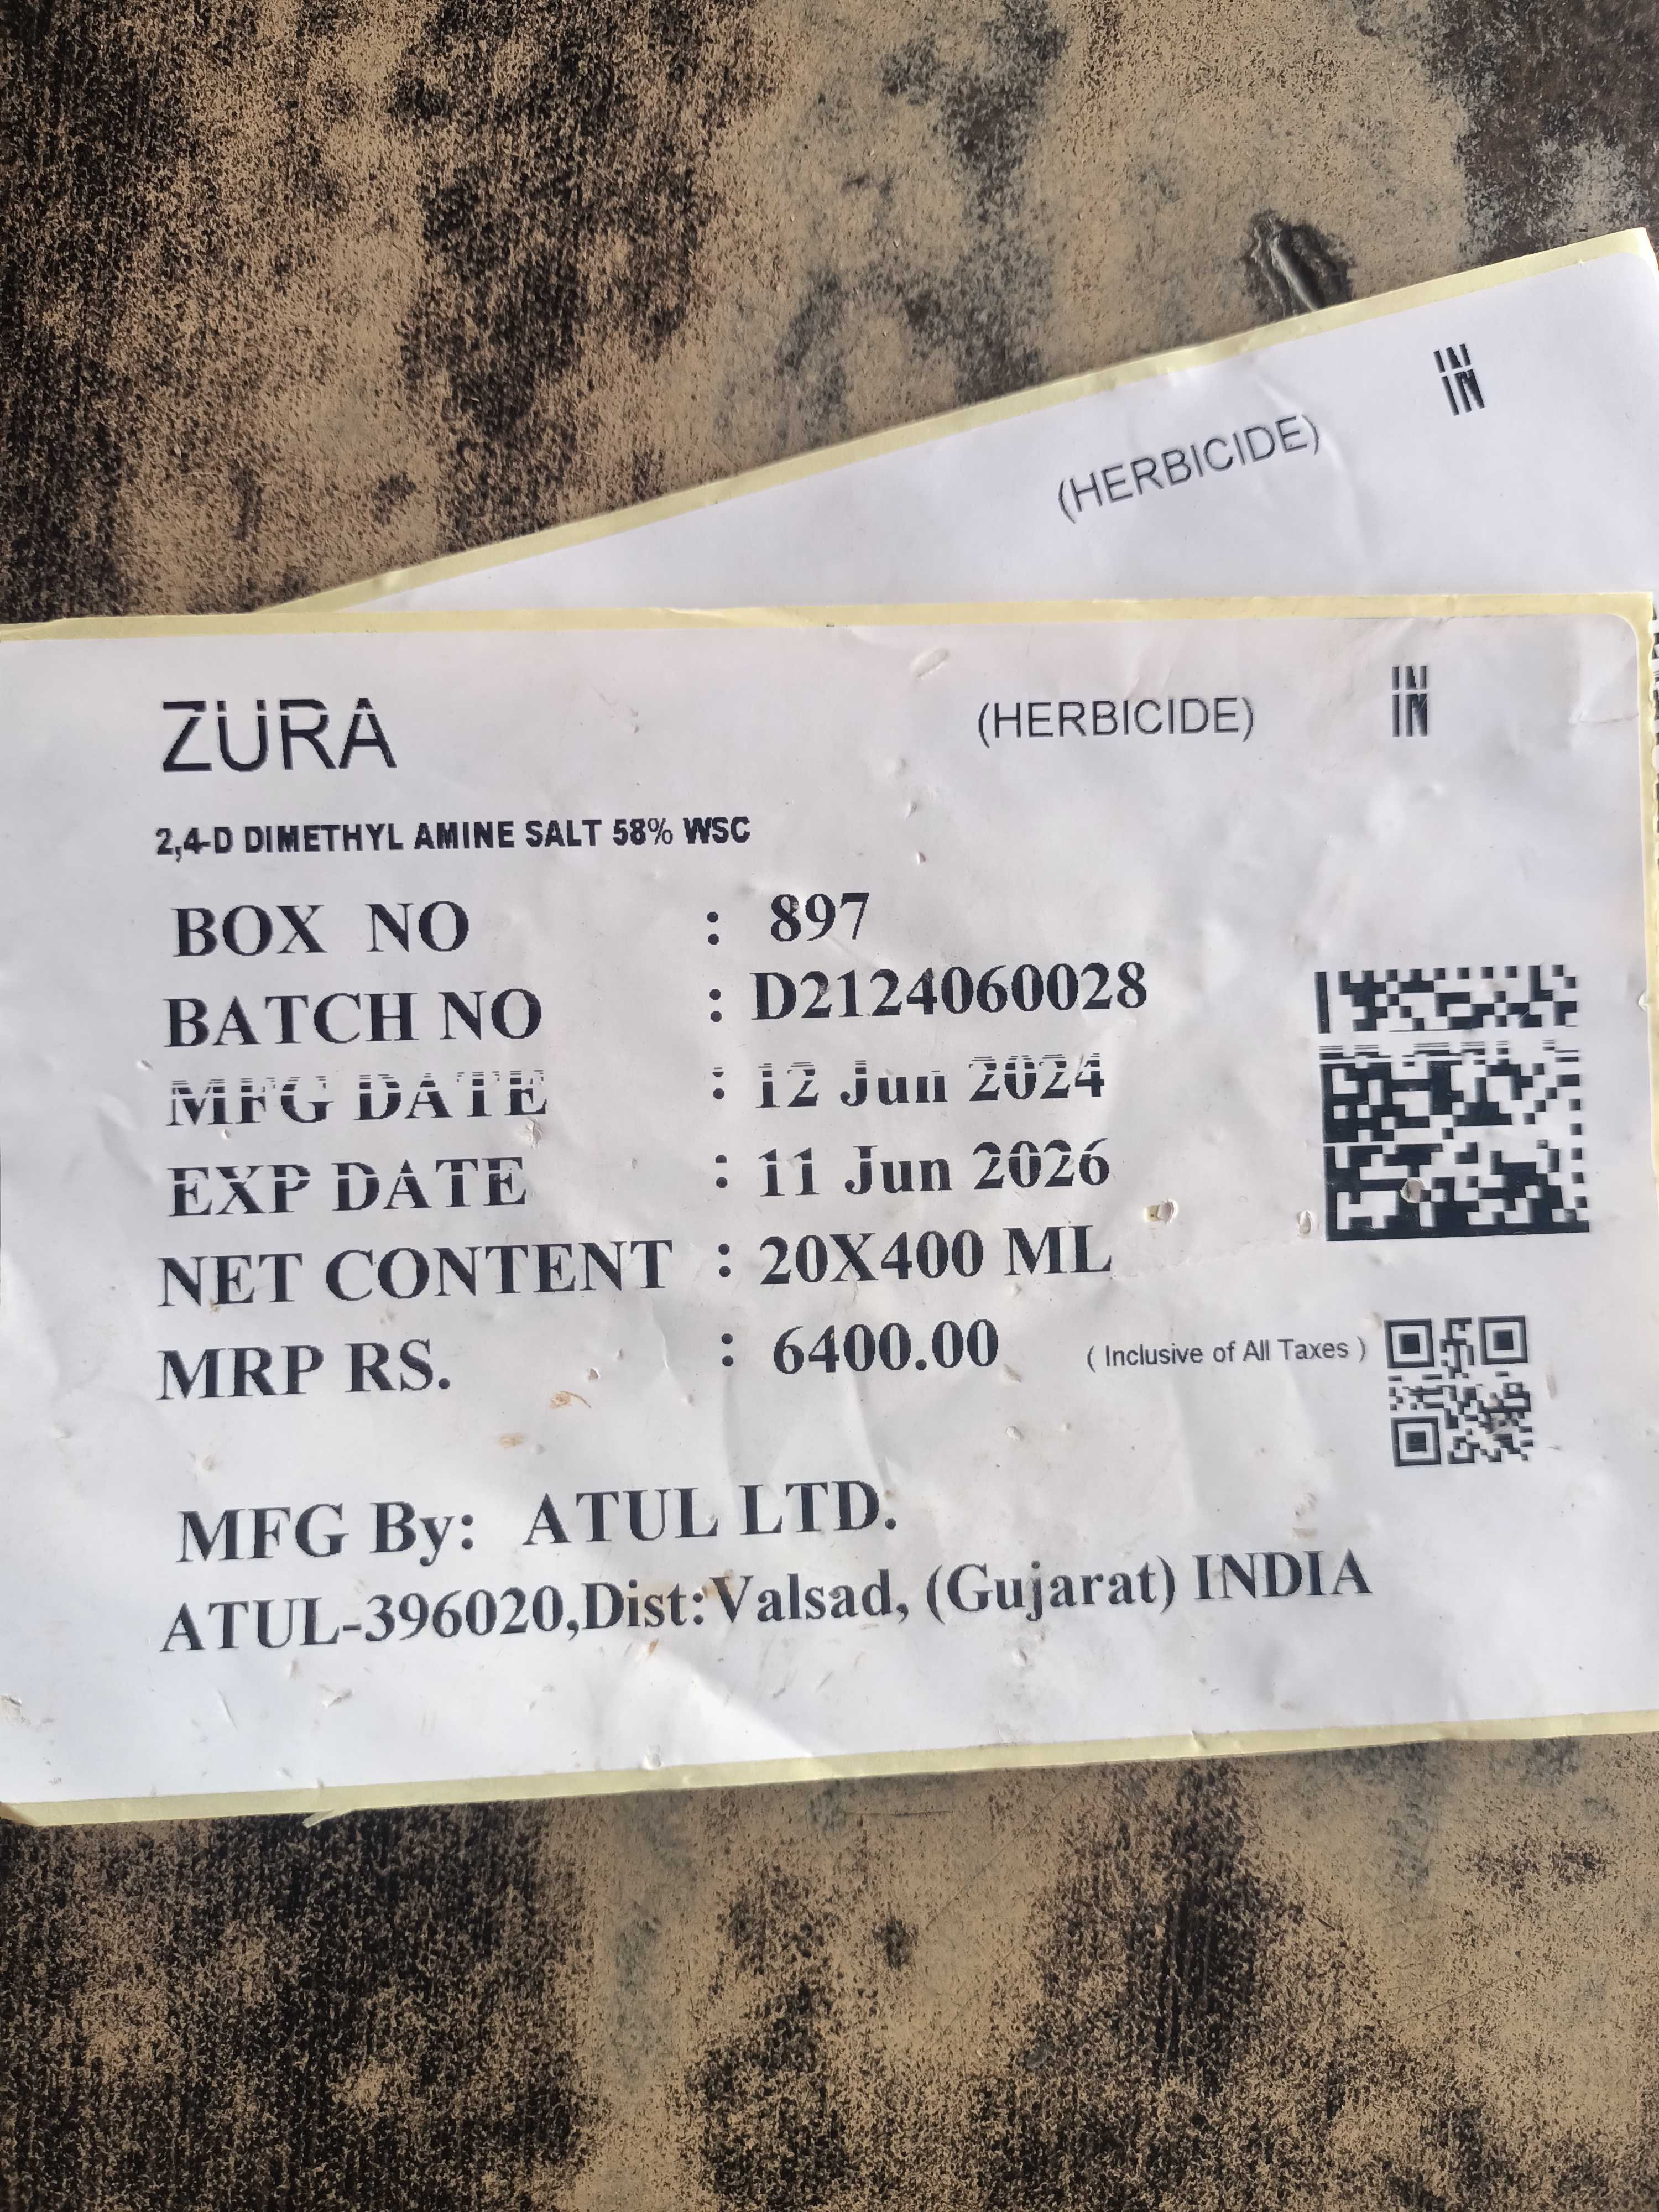 (HERBICIDE) IN
ZURA (HERBICIDE) IN
2,4-D DIMETHYL AMINE SALT 58% WSC
BOX NO : 897
BATCH NO : D2124060028
MFG DATE : 12 Jun 2024
EXP DATE : 11 Jun 2026
NET CONTENT : 20X400 ML
MRP RS. : 6400.00 ( Inclusive of All Taxes )
MFG By: ATUL LTD.
ATUL-396020,Dist:Valsad, (Gujarat) INDIA